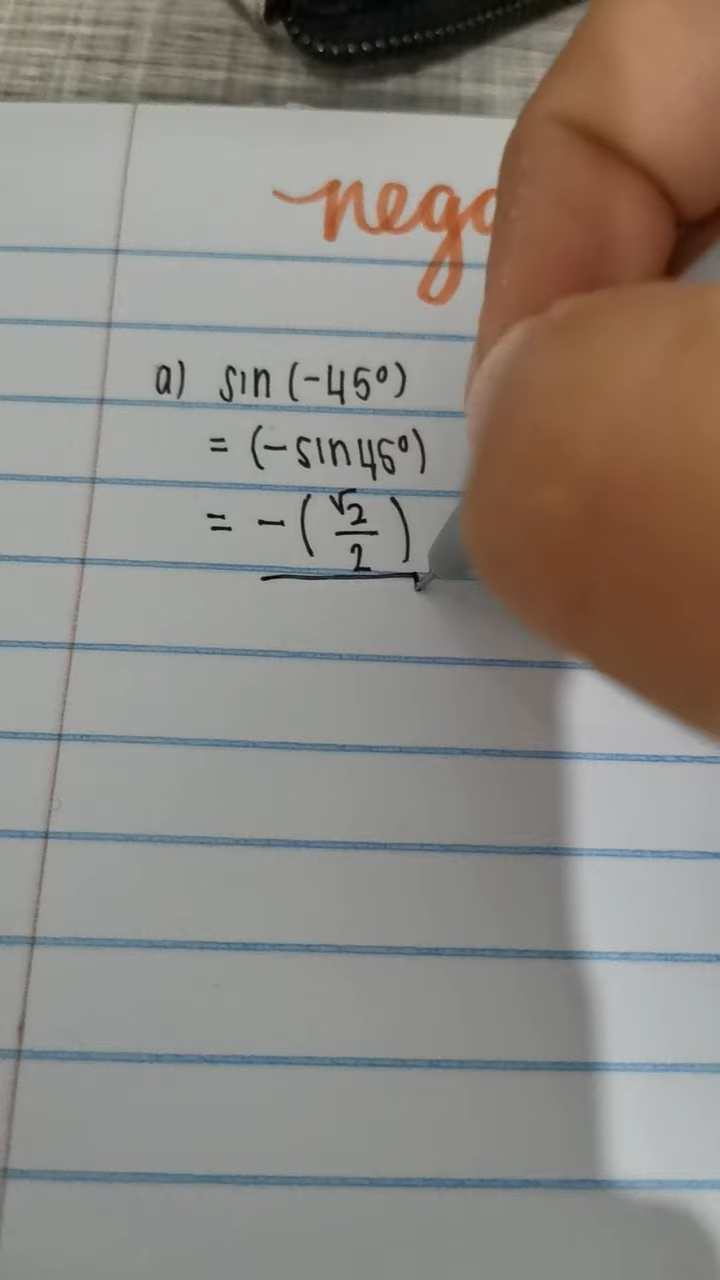 a) sin (-45°)
= (-sin45°)
= - (√2/2)